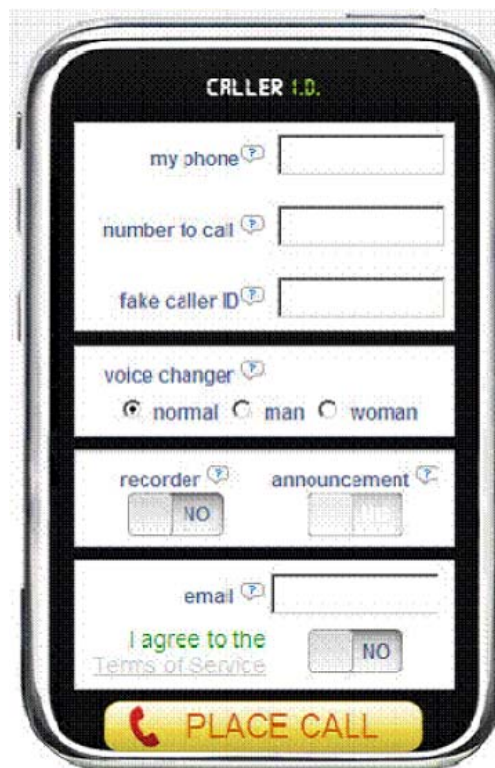 CALLER I.D.
my phone ?
number to call ?
fake caller ID ?
voice changer ?
normal man woman
recorder ? announcement ?
NO
email ?
I agree to the
Terms of Service
NO
PLACE CALL